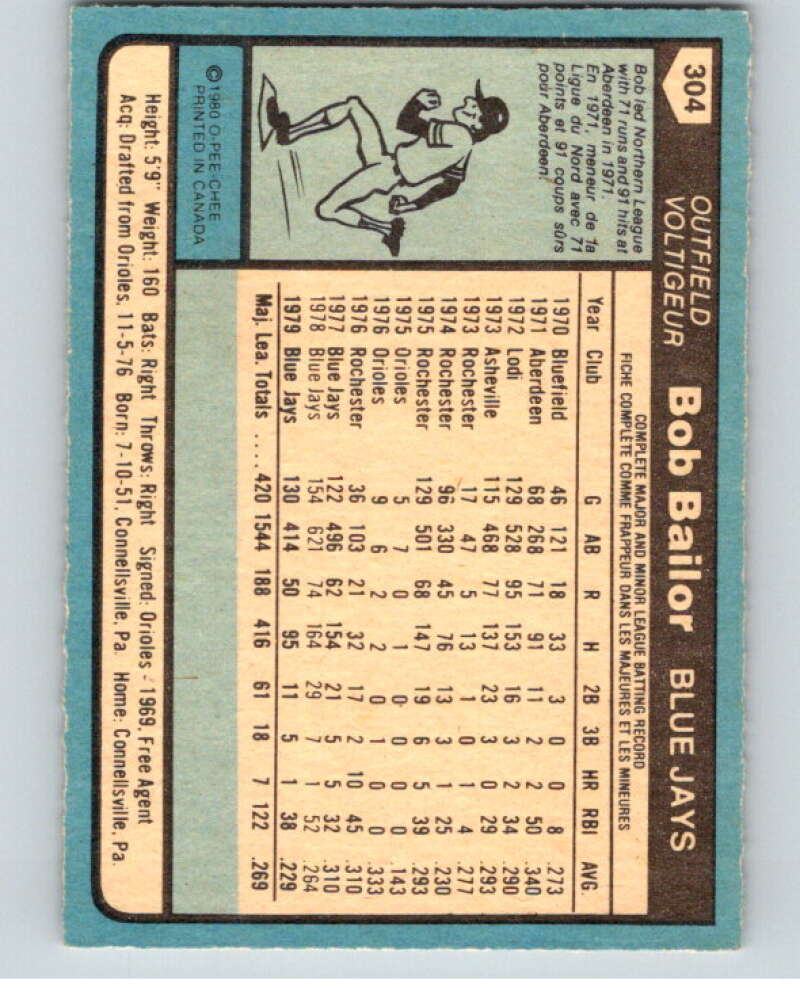 304
OUTFIELD
VOLTIGEUR
Bob Bailor BLUE JAYS
Bob led Northern League
with 71 runs and 91 hits at
Aberdeen in 1971.
En 1971, meneur de la
Ligue du Nord avec 71
points et 91 coups sûrs
pour Aberdeen.
©1980 O-PEE-CHEE
PRINTED IN CANADA
COMPLETE MAJOR AND MINOR LEAGUE BATTING RECORD
FICHE COMPLÈTE COMME FRAPPEUR DANS LES MAJEURES ET LES MINEURES
Year Club G AB R H 2B 3B HR RBI AVG.
1970 Bluefield 46 121 18 33 3 0 0 8 .273
1971 Aberdeen 68 268 71 91 11 2 2 50 .340
1972 Lodi 129 528 95 153 16 3 2 34 .290
1973 Asheville 115 468 77 137 23 3 0 29 .293
1973 Rochester 17 47 5 13 1 0 1 4 .277
1974 Rochester 96 330 45 76 13 3 1 25 .230
1975 Rochester 129 501 68 147 19 6 5 39 .293
1975 Orioles 5 7 0 1 0 0 0 0 .143
1976 Orioles 9 6 2 2 0 1 0 0 .333
1976 Rochester 36 103 21 32 17 2 10 45 .310
1977 Blue Jays 122 496 62 154 21 5 5 32 .310
1978 Blue Jays 154 621 74 164 29 7 1 52 .264
1979 Blue Jays 130 414 50 95 11 5 1 38 .229
Maj. Lea. Totals .... 420 1544 188 416 61 18 7 122 .269
Height: 5'9" Weight: 160 Bats: Right Throws: Right Signed: Orioles - 1969, Free Agent
Acq: Drafted from Orioles, 11-5-76 Born: 7-10-51, Connellsville, Pa. Home: Connellsville, Pa.